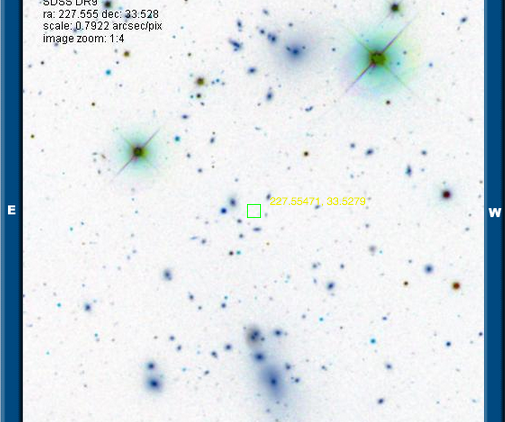 SDSS DR9
ra: 227.555 dec: 33.528
scale: 0.7922 arcsec/pix
image zoom: 1:4
227.55471, 33.5279
E
W